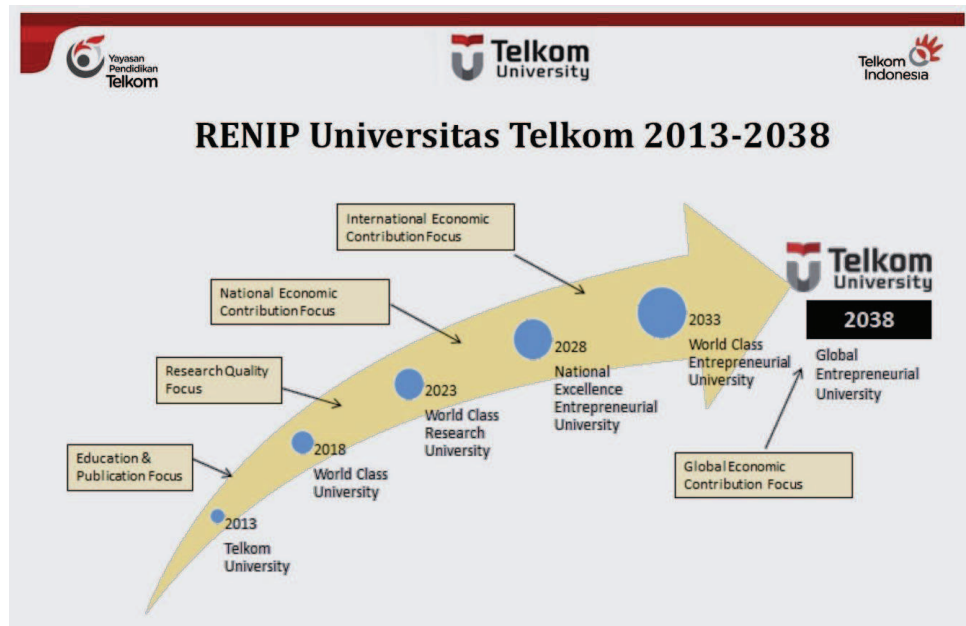 Yayasan
Pendidikan
Telkom
Telkom
University
Telkom
Indonesia
RENIP Universitas Telkom 2013-2038
International Economic
Contribution Focus
National Economic
Contribution Focus
Research Quality
Focus
Education &
Publication Focus
2013
Telkom
University
2018
World Class
University
2023
World Class
Research
University
2028
National
Excellence
Entrepreneurial
University
2033
World Class
Entrepreneurial
University
Telkom
University
2038
Global
Entrepreneurial
University
Global Economic
Contribution Focus